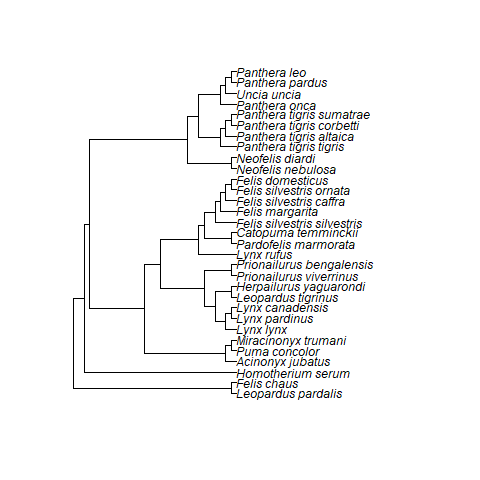 Panthera leo
Panthera pardus
Uncia uncia
Panthera onca
Panthera tigris sumatrae
Panthera tigris corbetti
Panthera tigris altaica
Panthera tigris tigris
Neofelis diardi
Neofelis nebulosa
Felis domesticus
Felis silvestris ornata
Felis silvestris caffra
Felis margarita
Felis silvestris silvestris
Catopuma temminckii
Pardofelis marmorata
Lynx rufus
Prionailurus bengalensis
Prionailurus viverrinus
Herpailurus yaguarondi
Leopardus tigrinus
Lynx canadensis
Lynx pardinus
Lynx lynx
Miracinonyx trumani
Puma concolor
Acinonyx jubatus
Homotherium serum
Felis chaus
Leopardus pardalis